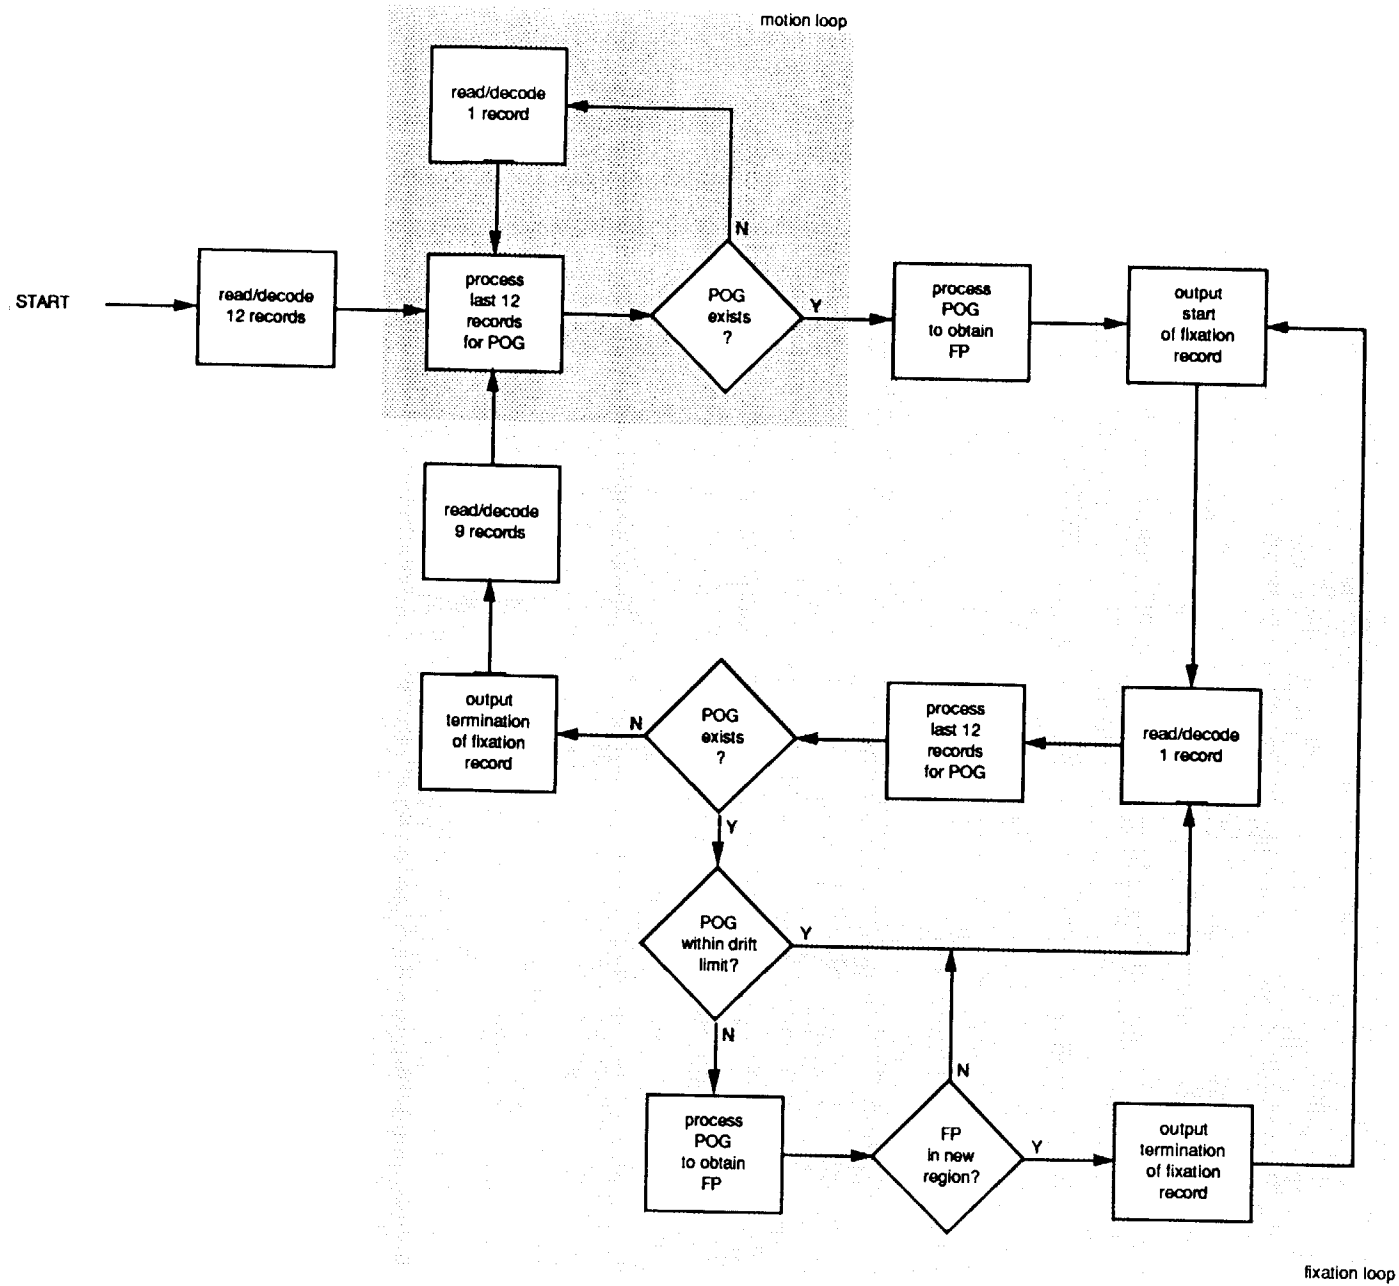 motion loop
read/decode
1 record
N
START
read/decode
12 records
process
last 12
records
for POG
POG
exists
?
Y
process
POG
to obtain
FP
output
start
of fixation
record
read/decode
9 records
output
termination
of fixation
record
N
POG
exists
?
process
last 12
records
for POG
read/decode
1 record
Y
POG
within drift
limit?
Y
N
process
POG
to obtain
FP
N
FP
in new
region?
Y
output
termination
of fixation
record
fixation loop